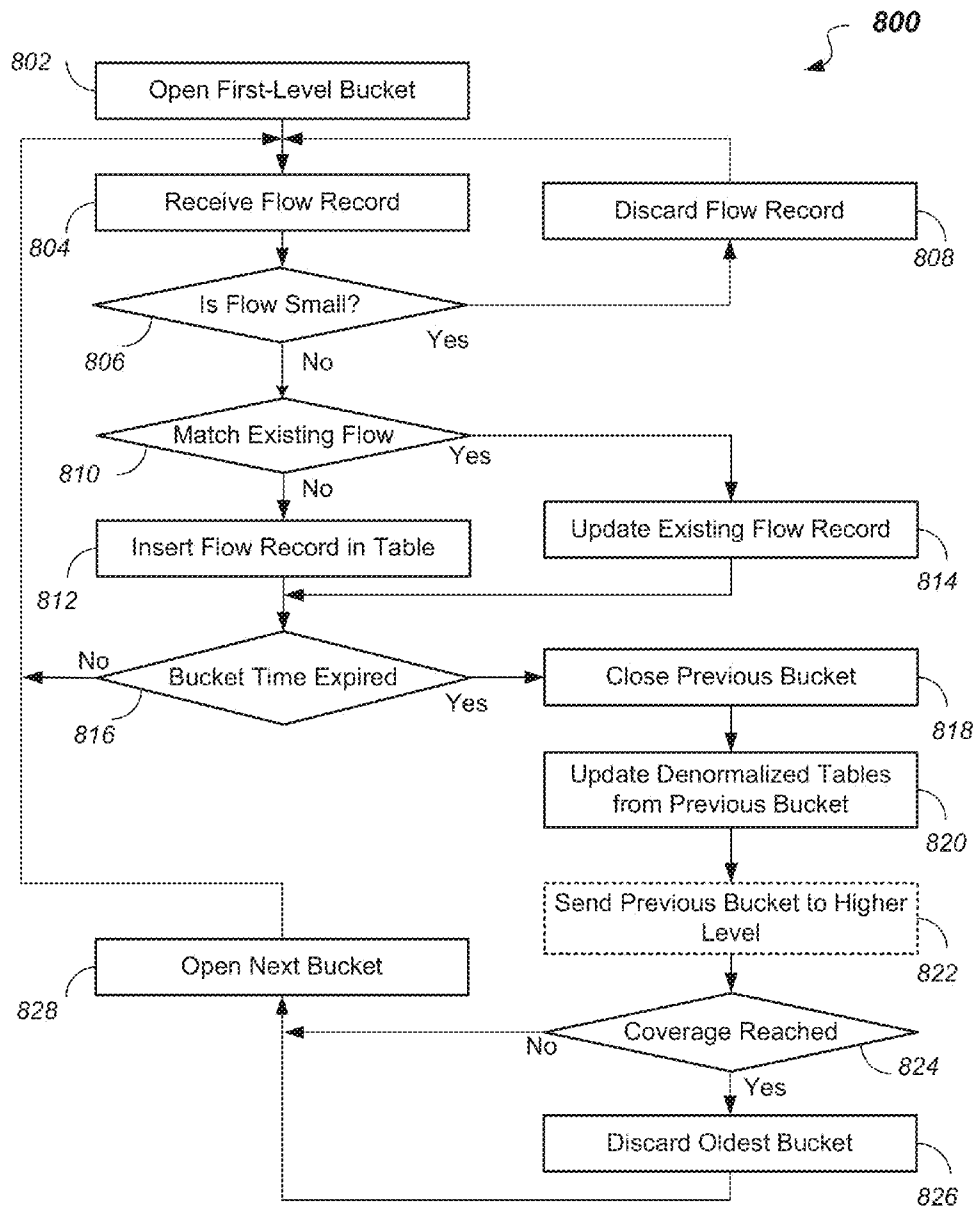 800
802
Open First-Level Bucket
Receive Flow Record
804
Discard Flow Record
808
Is Flow Small?
806
Yes
No
Match Existing Flow
810
Yes
No
Insert Flow Record in Table
812
Update Existing Flow Record
814
No
Bucket Time Expired
816
Yes
Close Previous Bucket
818
Update Denormalized Tables
from Previous Bucket
820
Send Previous Bucket to Higher
Level
822
Open Next Bucket
828
Coverage Reached
No
824
Yes
Discard Oldest Bucket
826